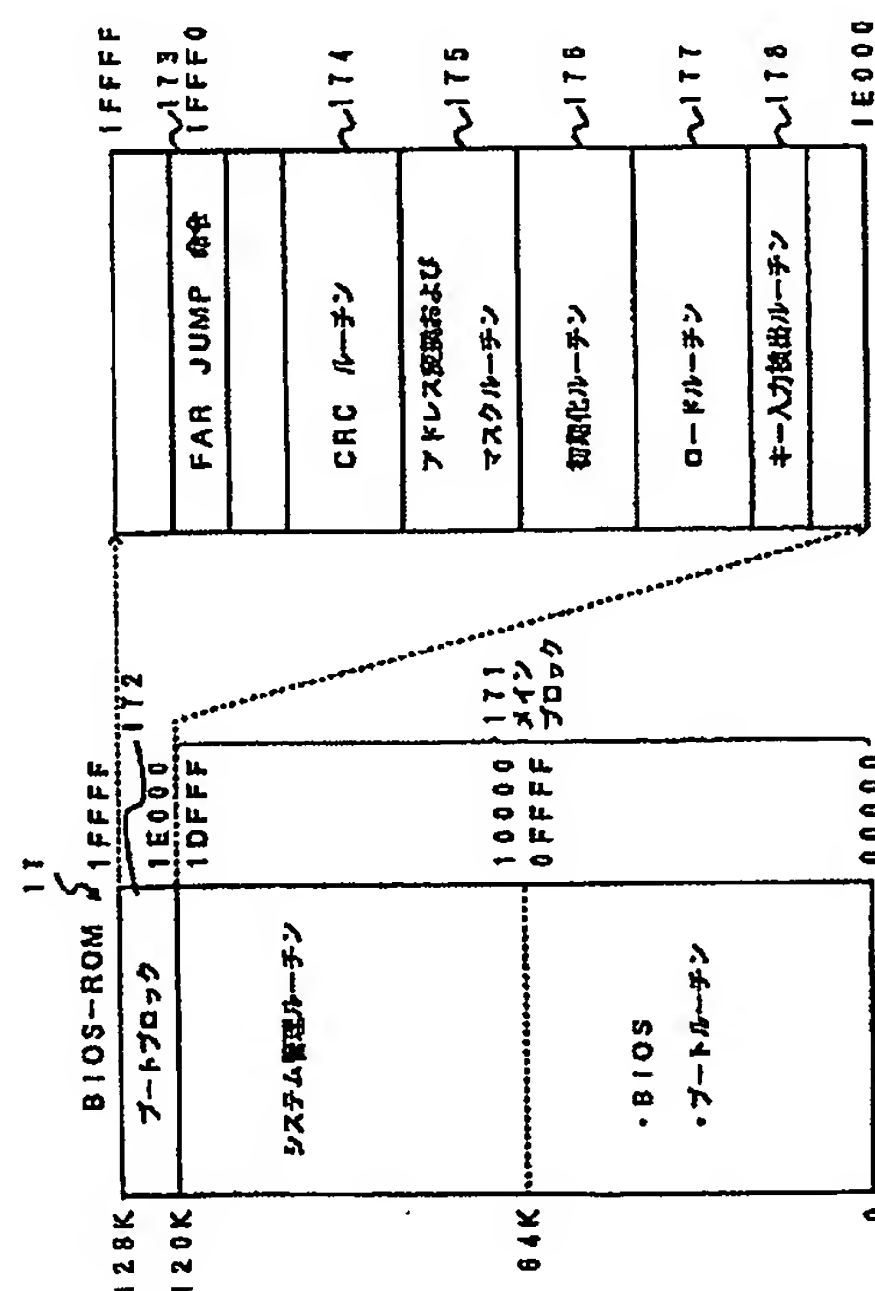 BIOS-ROM
17
128K
120K
64K
0
ブートブロック
システム管理ルーチン
・BIOS
・ブートルーチン
1FFFF
172
1E000
1DFFF
10000
0FFFF
00000
171
メイン
ブロック
FAR JUMP 命令
CRC ルーチン
アドレス変換および
マスクルーチン
初期化ルーチン
ロードルーチン
キー入力検出ルーチン
1FFFF
173
1FFF0
174
175
176
177
178
1E000